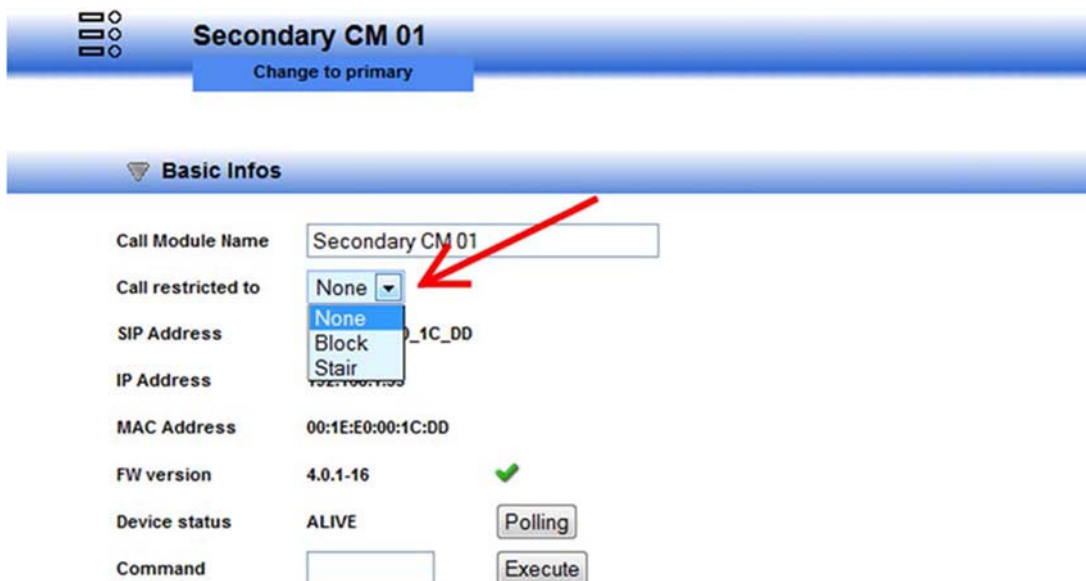 Secondary CM 01
Change to primary
Basic Infos
Call Module Name Secondary CM 01
Call restricted to None
None
SIP Address _1C_DD
Block
Stair
IP Address
MAC Address 00:1E:E0:00:1C:DD
FW version 4.0.1-16
Device status ALIVE Polling
Command Execute